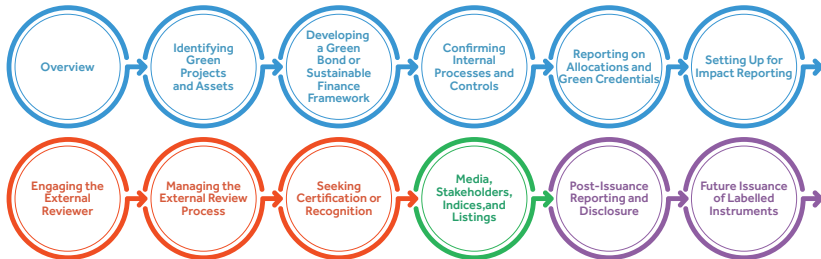 Overview
Identifying
Green
Projects
and Assets
Developing
a Green
Bond or
Sustainable
Finance
Framework
Confirming
Internal
Processes and
Controls
Reporting on
Allocations and
Green Credentials
Setting Up for
Impact Reporting
Engaging the
External
Reviewer
Managing the
External Review
Process
Seeking
Certification or
Recognition
Media,
Stakeholders,
Indices,and
Listings
Post-Issuance
Reporting and
Disclosure
Future Issuance
of Labelled
Instruments